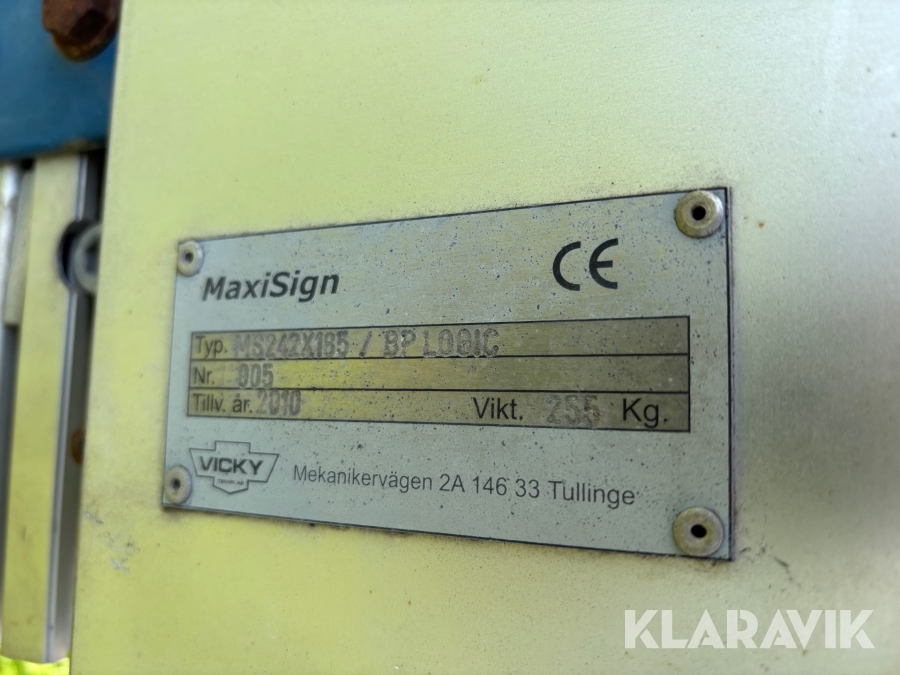 MaxiSign CE
Typ. MS242X185 / BP LOGIC
Nr. 005
Tillv. år. 2010 Vikt. 255 Kg.
VICKY
Mekanikervägen 2A 146 33 Tullinge
KLARAVIK